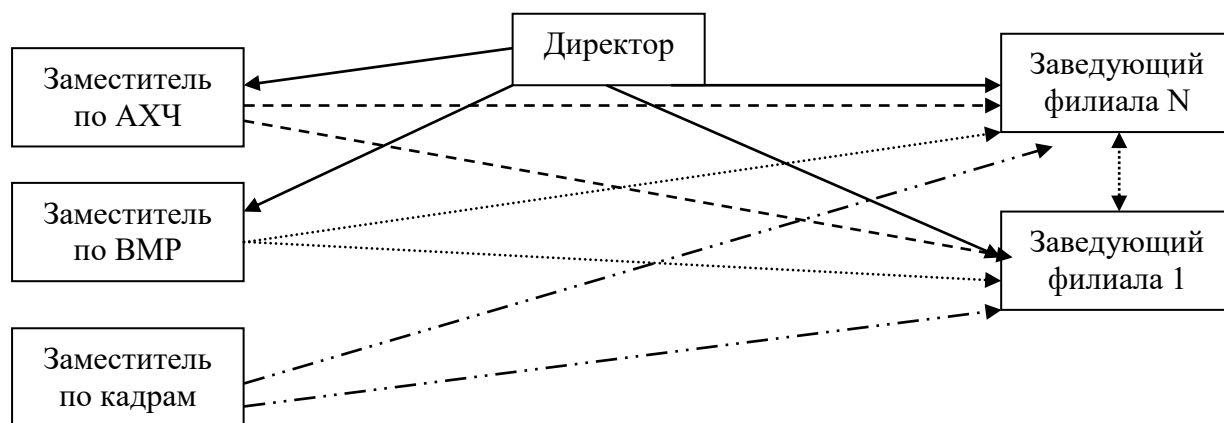 Директор
Заместитель
по АХЧ
Заведующий
филиала N
Заместитель
по ВМР
Заведующий
филиала 1
Заместитель
по кадрам